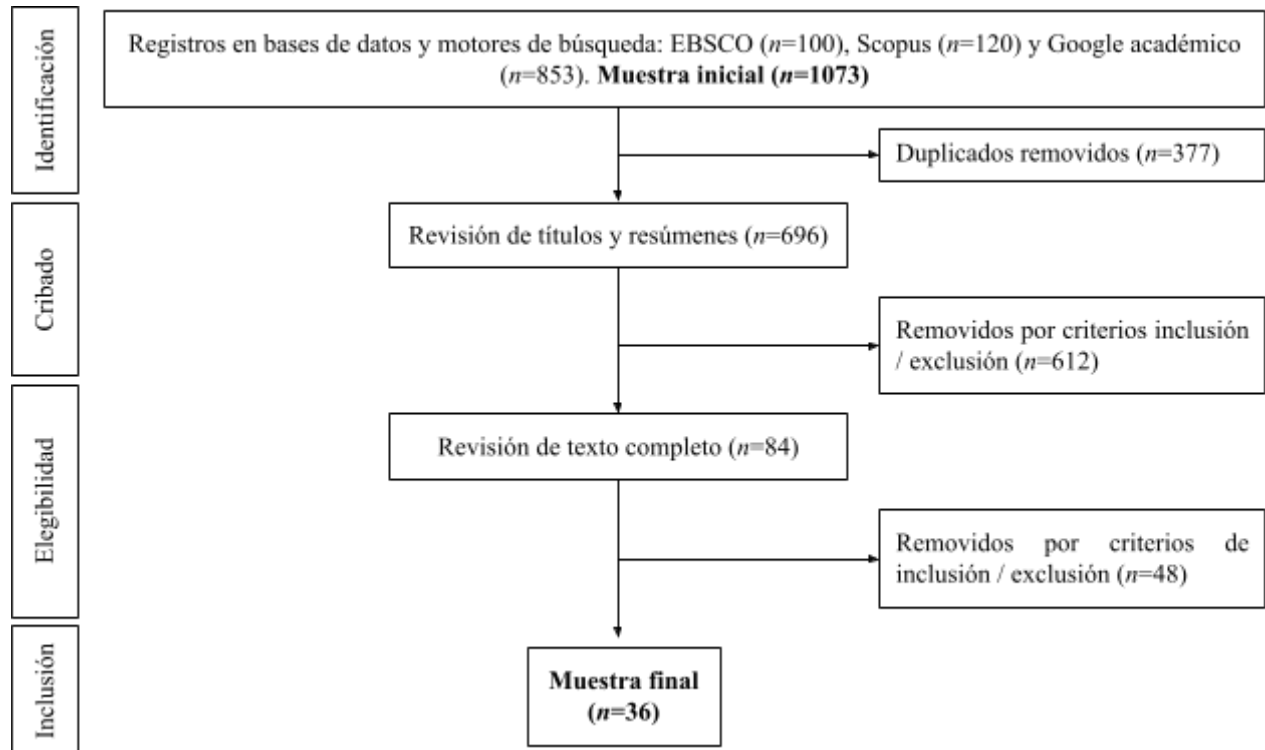 Identificación
Registros en bases de datos y motores de búsqueda: EBSCO (n=100), Scopus (n=120) y Google académico
(n=853). Muestra inicial (n=1073)
Duplicados removidos (n=377)
Cribado
Revisión de títulos y resúmenes (n=696)
Removidos por criterios inclusión
/ exclusión (n=612)
Elegibilidad
Revisión de texto completo (n=84)
Removidos por criterios de
inclusión / exclusión (n=48)
Inclusión
Muestra final
(n=36)